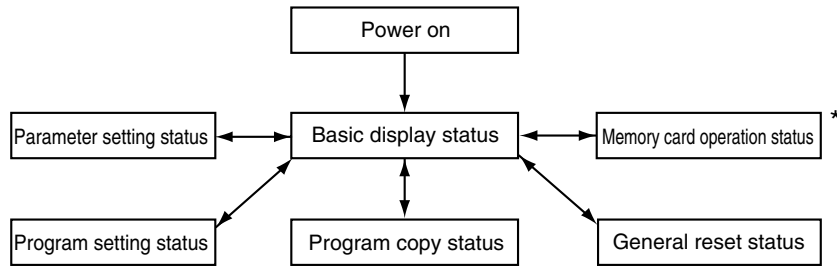 Power on
Parameter setting status
Basic display status
Memory card operation status
*
Program setting status
Program copy status
General reset status